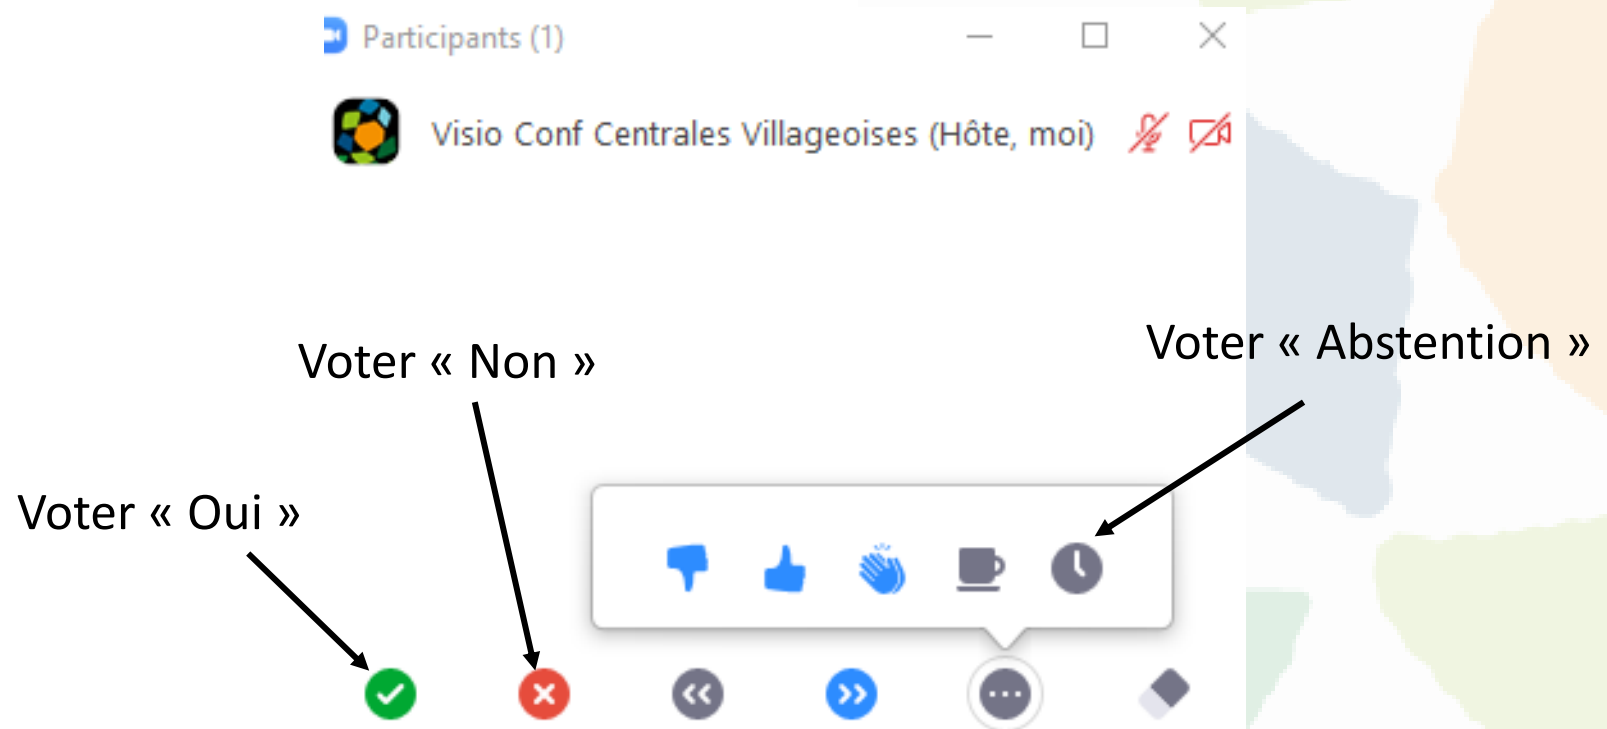 Participants (1)
Visio Conf Centrales Villageoises (Hôte, moi)
Voter « Abstention »
Voter « Non »
Voter « Oui »